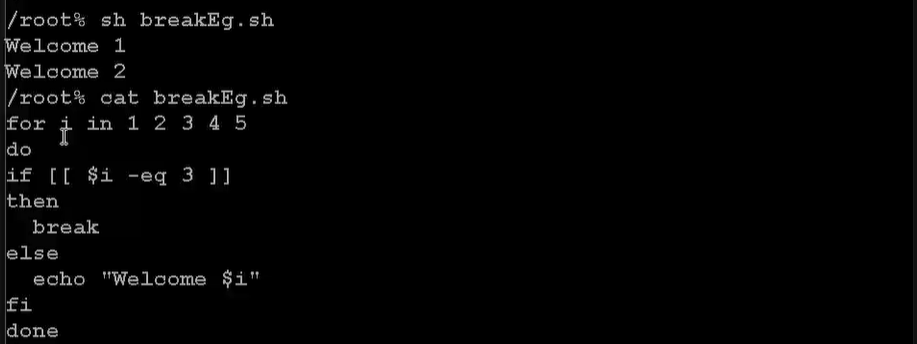 /root% sh breakEg.sh
Welcome 1
Welcome 2
/root% cat breakEg.sh
for i in 1 2 3 4 5
do
if [[ $i -eq 3 ]]
then
  break
else
  echo "Welcome $i"
fi
done